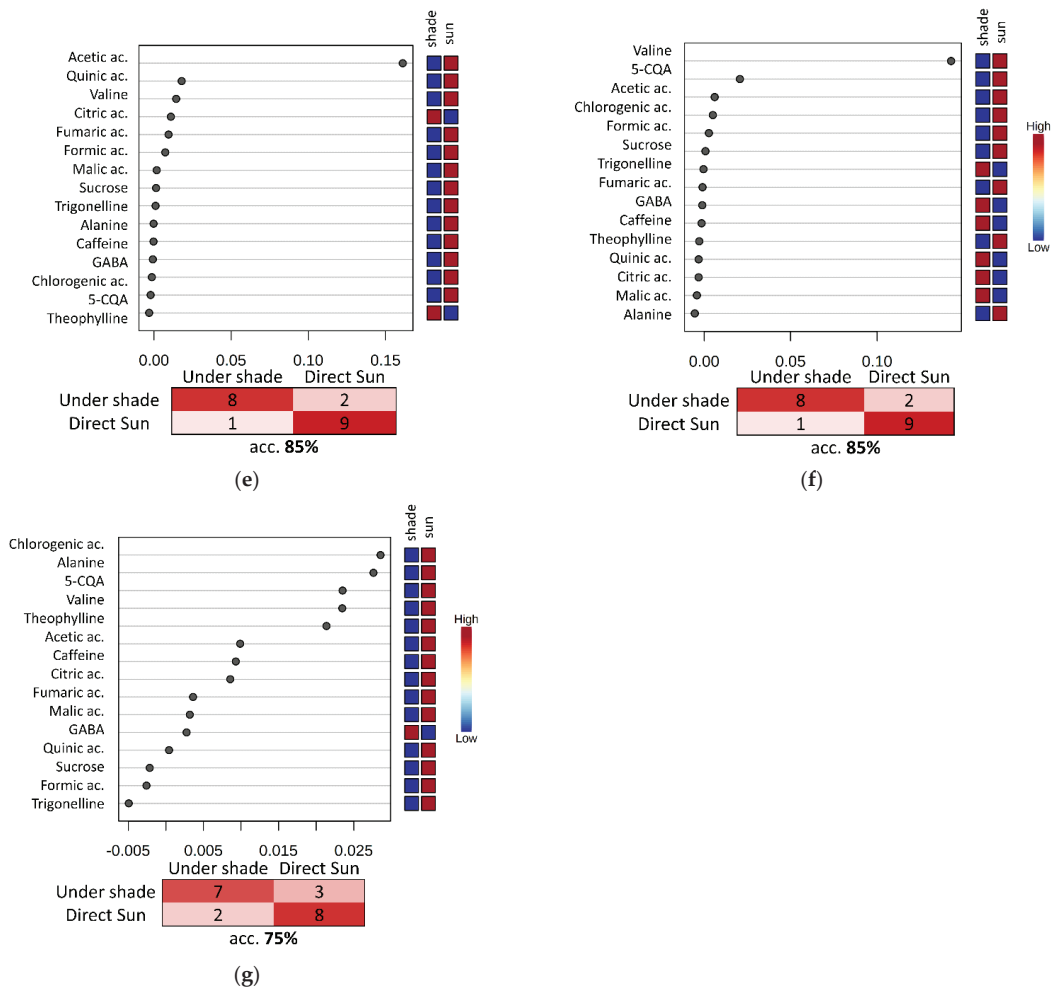 shade
sun
Acetic ac.
Quinic ac.
Valine
Citric ac.
Fumaric ac.
Formic ac.
Malic ac.
Sucrose
Trigonelline
Alanine
Caffeine
GABA
Chlorogenic ac.
5-CQA
Theophylline
0.00 0.05 0.10 0.15
Under shade Direct Sun
Under shade 8 2
Direct Sun 1 9
acc. 85%
(e)
shade
sun
Valine
5-CQA
Acetic ac.
Chlorogenic ac.
Formic ac.
Sucrose
Trigonelline
Fumaric ac.
GABA
Caffeine
Theophylline
Quinic ac.
Citric ac.
Malic ac.
Alanine
High
Low
0.00 0.05 0.10
Under shade Direct Sun
Under shade 8 2
Direct Sun 1 9
acc. 85%
(f)
shade
sun
Chlorogenic ac.
Alanine
5-CQA
Valine
Theophylline
Acetic ac.
Caffeine
Citric ac.
Fumaric ac.
Malic ac.
GABA
Quinic ac.
Sucrose
Formic ac.
Trigonelline
High
Low
-0.005 0.005 0.015 0.025
Under shade Direct Sun
Under shade 7 3
Direct Sun 2 8
acc. 75%
(g)